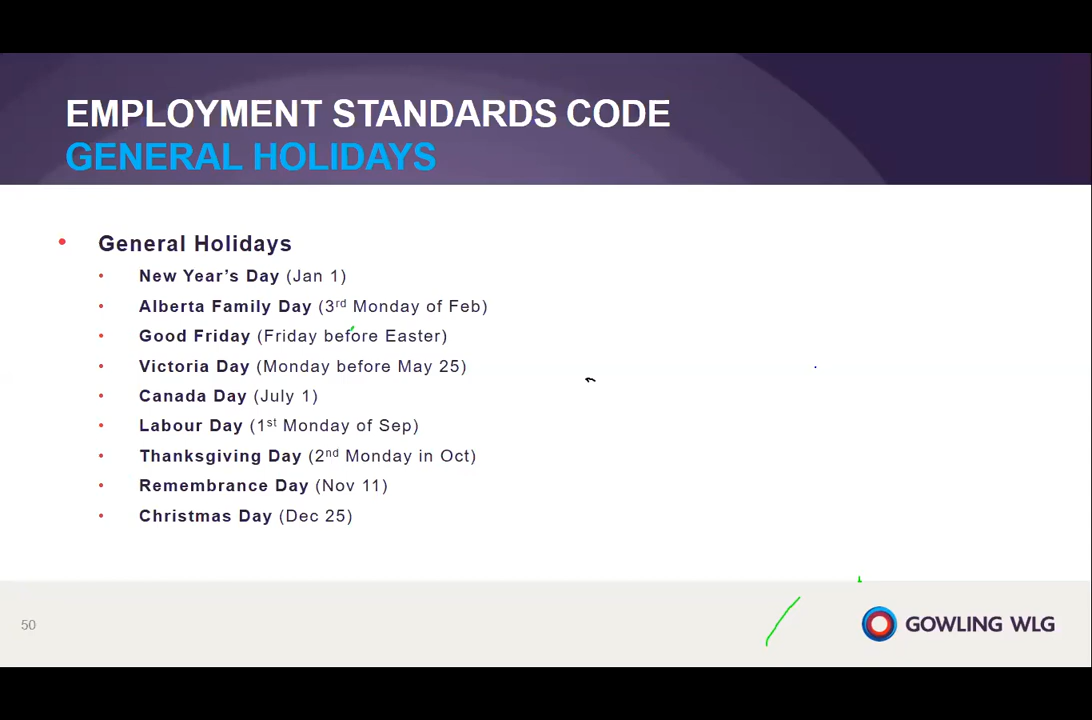 EMPLOYMENT STANDARDS CODE
GENERAL HOLIDAYS
• General Holidays
• New Year’s Day (Jan 1)
• Alberta Family Day (3rd Monday of Feb)
• Good Friday (Friday before Easter)
• Victoria Day (Monday before May 25)
• Canada Day (July 1)
• Labour Day (1st Monday of Sep)
• Thanksgiving Day (2nd Monday in Oct)
• Remembrance Day (Nov 11)
• Christmas Day (Dec 25)
50
GOWLING WLG